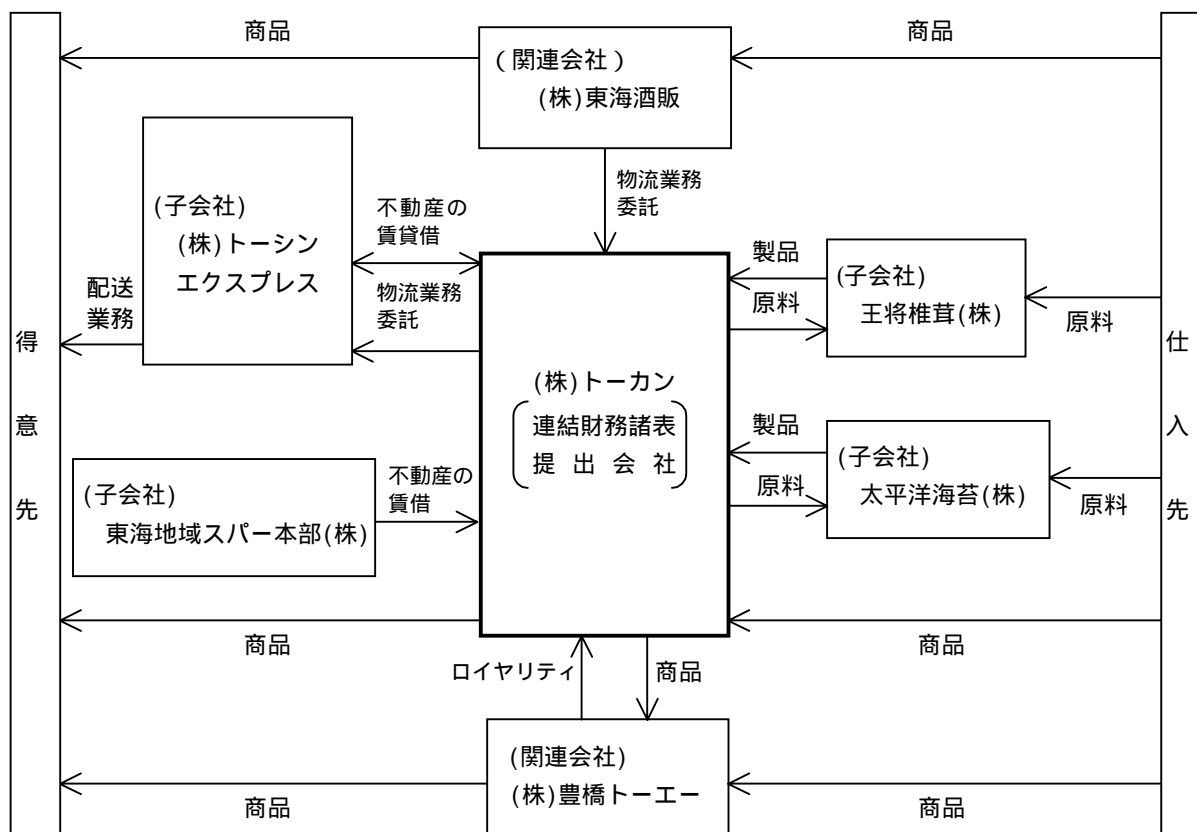 商品
商品
(関連会社)
(株)東海酒販
物流業務
委託
(子会社)
(株)トーシン
エクスプレス
不動産の
賃貸借
物流業務
委託
配送
業務
製品
原料
(子会社)
王将椎茸(株)
原料
得意先
仕入先
(株)トーカン
連結財務諸表
提出会社
製品
原料
(子会社)
太平洋海苔(株)
原料
(子会社)
東海地域スパー本部(株)
不動産の
賃借
商品
商品
ロイヤリティ
商品
(関連会社)
(株)豊橋トーエー
商品
商品